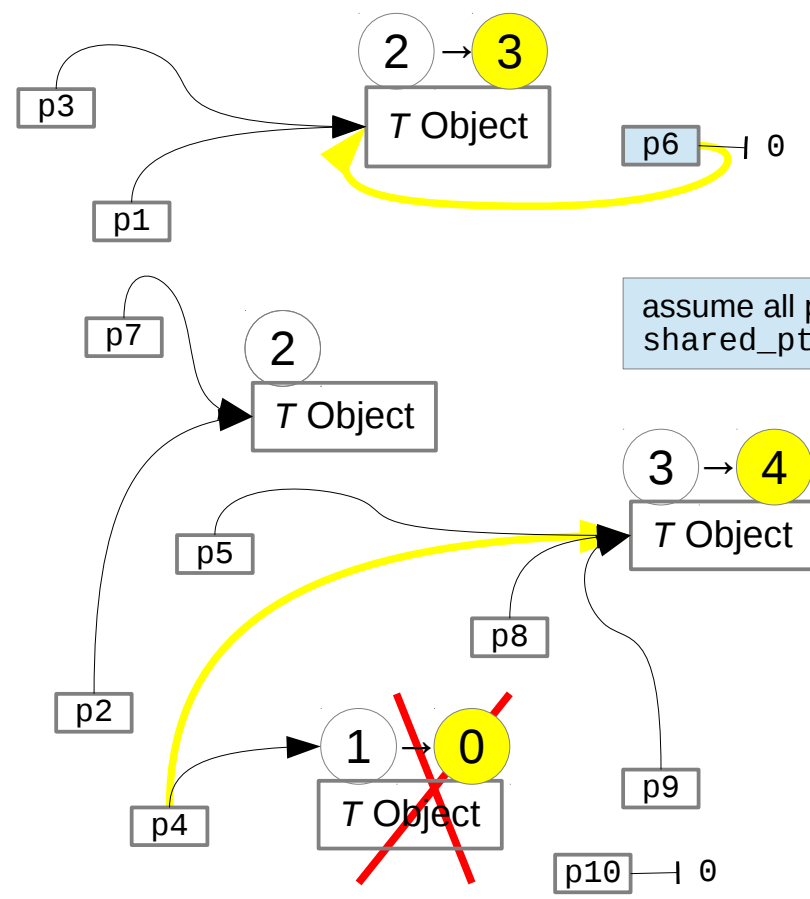 2 → 3
p3
T Object
p6
0
p1
assume all
shared_pt
p7
2
T Object
3 → 4
T Object
p5
p8
p2
1 → 0
T Object
p9
p4
p10
0